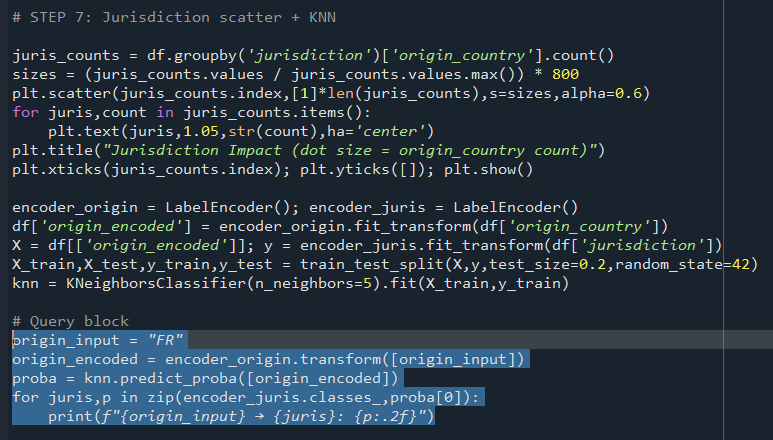 # STEP 7: Jurisdiction scatter + KNN
juris_counts = df.groupby('jurisdiction')['origin_country'].count()
sizes = (juris_counts.values / juris_counts.values.max()) * 800
plt.scatter(juris_counts.index,[1]*len(juris_counts),s=sizes,alpha=0.6)
for juris,count in juris_counts.items():
    plt.text(juris,1.05,str(count),ha='center')
plt.title("Jurisdiction Impact (dot size = origin_country count)")
plt.xticks(juris_counts.index); plt.yticks([]); plt.show()
encoder_origin = LabelEncoder(); encoder_juris = LabelEncoder()
df['origin_encoded'] = encoder_origin.fit_transform(df['origin_country'])
X = df[['origin_encoded']]; y = encoder_juris.fit_transform(df['jurisdiction'])
X_train,X_test,y_train,y_test = train_test_split(X,y,test_size=0.2,random_state=42)
knn = KNeighborsClassifier(n_neighbors=5).fit(X_train,y_train)
# Query block
origin_input = "FR"
origin_encoded = encoder_origin.transform([origin_input])
proba = knn.predict_proba([origin_encoded])
for juris,p in zip(encoder_juris.classes_,proba[0]):
    print(f"{origin_input} → {juris}: {p:.2f}")